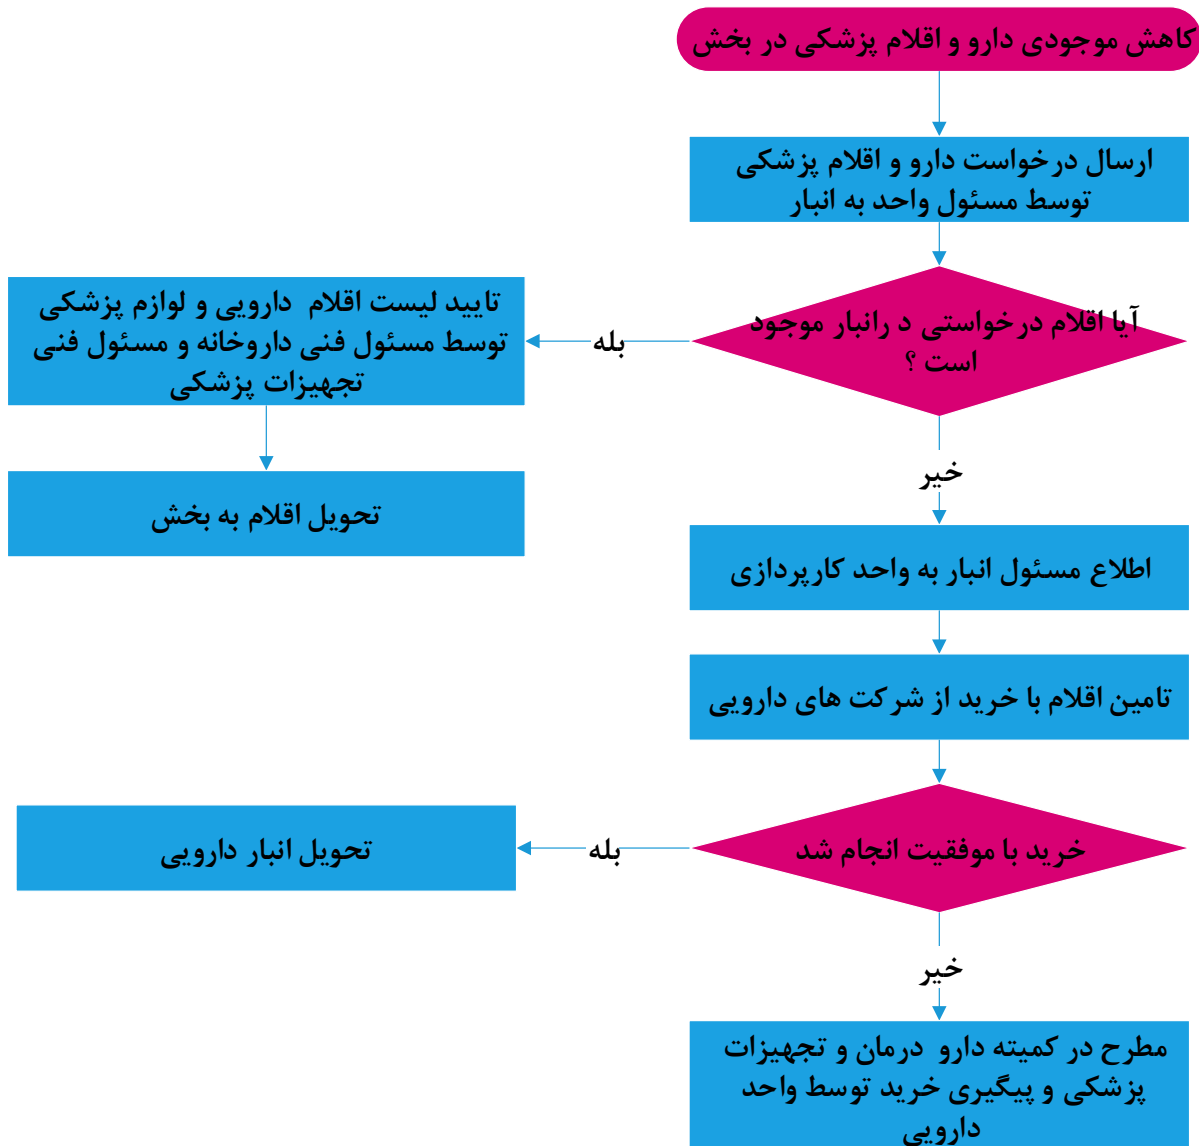 کاهش موجودی دارو و اقلام پزشکی در بخش
ارسال درخواست دارو و اقلام پزشکی
توسط مسئول واحد به انبار
آیا اقلام درخواستی د رانبار موجود
است ؟
بله
تایید لیست اقلام دارویی و لوازم پزشکی
توسط مسئول فنی داروخانه و مسئول فنی
تجهیزات پزشکی
تحویل اقلام به بخش
خیر
اطلاع مسئول انبار به واحد کارپردازی
تامین اقلام با خرید از شرکت های دارویی
خرید با موفقیت انجام شد
بله
تحویل انبار دارویی
خیر
مطرح در کمیته دارو درمان و تجهیزات
پزشکی و پیگیری خرید توسط واحد
دارویی